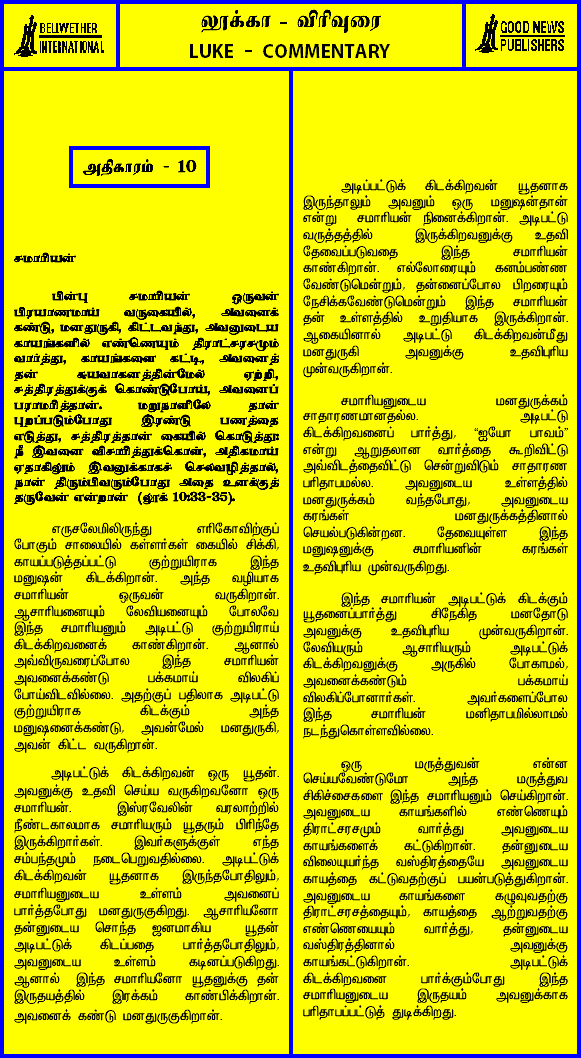 BELWETHER
INTERNATIONAL
லூக்கா - விரிவுரை
LUKE - COMMENTARY
GOOD NEWS
PUBLISHERS
அதிகாரம் - 10
சமாரியன்
பின்பு சமாரியன் ஒருவன்
பிரயாணமாய் வருகையில், அவனைக்
கண்டு, மனதுருகி, கிட்டவந்து, அவனுடைய
காயங்களில் எண்ணெயும் திராட்சரசமும்
வார்த்து, காயங்களை கட்டி, அவனைத்
தன் சுயவாகனத்தின்மேல் ஏற்றி,
சத்திரத்துக்குக் கொண்டுபோய், அவனைப்
பராமரித்தான். மறுநாளிலே தான்
புறப்படும்போது இரண்டு பணத்தை
எடுத்து, சத்திரத்தான் கையில் கொடுத்து:
நீ இவனை விசாரித்துக்கொள், அதிகமாய்
ஏதாகிலும் இவனுக்காகச் செலவழித்தால்,
நான் திரும்பிவரும்போது அதை உனக்குத்
தருவேன் என்றான் (லூக் 10:33-35).
எருசலேமிலிருந்து எரிகோவிற்குப்
போகும் சாலையில் கள்ளர்கள் கையில் சிக்கி,
காயப்படுத்தப்பட்டு குற்றுயிராக இந்த
மனுஷன் கிடக்கிறான். அந்த வழியாக
சமாரியன் ஒருவன் வருகிறான்.
ஆசாரியனையும் லேவியனையும் போலவே
இந்த சமாரியனும் அடிபட்டு குற்றுயிராய்
கிடக்கிறவனைக் காண்கிறான். ஆனால்
அவ்விருவரைப்போல இந்த சமாரியன்
அவனைக்கண்டு பக்கமாய் விலகிப்
போய்விடவில்லை. அதற்குப் பதிலாக அடிபட்டு
குற்றுயிராக கிடக்கும் அந்த
மனுஷனைக்கண்டு, அவன்மேல் மனதுருகி,
அவன் கிட்ட வருகிறான்.
அடிபட்டுக் கிடக்கிறவன் ஒரு யூதன்.
அவனுக்கு உதவி செய்ய வருகிறவனோ ஒரு
சமாரியன். இஸ்ரவேலின் வரலாற்றில்
நீண்டகாலமாக சமாரியரும் யூதரும் பிரிந்தே
இருக்கிறார்கள். இவர்களுக்குள் எந்த
சம்பந்தமும் நடைபெறுவதில்லை. அடிபட்டுக்
கிடக்கிறவன் யூதனாக இருந்தபோதிலும்,
சமாரியனுடைய உள்ளம் அவனைப்
பார்த்தபோது மனதுருகுகிறது. ஆசாரியனோ
தன்னுடைய சொந்த ஜனமாகிய யூதன்
அடிபட்டுக் கிடப்பதை பார்த்தபோதிலும்,
அவனுடைய உள்ளம் கடினப்படுகிறது.
ஆனால் இந்த சமாரியனோ யூதனுக்கு தன்
இருதயத்தில் இரக்கம் காண்பிக்கிறான்.
அவனைக் கண்டு மனதுருகுகிறான்.
அடிப்பட்டுக் கிடக்கிறவன் யூதனாக
இருந்தாலும் அவனும் ஒரு மனுஷன்தான்
என்று சமாரியன் நினைக்கிறான். அடிபட்டு
வருத்தத்தில் இருக்கிறவனுக்கு உதவி
தேவைப்படுவதை இந்த சமாரியன்
காண்கிறான். எல்லோரையும் கனம்பண்ண
வேண்டுமென்றும், தன்னைப்போல பிறரையும்
நேசிக்கவேண்டுமென்றும் இந்த சமாரியன்
தன் உள்ளத்தில் உறுதியாக இருக்கிறான்.
ஆகையினால் அடிபட்டு கிடக்கிறவன்மீது
மனதுருகி அவனுக்கு உதவிபுரிய
முன்வருகிறான்.
சமாரியனுடைய மனதுருக்கம்
சாதாரணமானதல்ல. அடிபட்டு
கிடக்கிறவனைப் பார்த்து, “ஐயோ பாவம்”
என்று ஆறுதலான வார்த்தை கூறிவிட்டு
அவ்விடத்தைவிட்டு சென்றுவிடும் சாதாரண
பரிதாபமல்ல. அவனுடைய உள்ளத்தில்
மனதுருக்கம் வந்தபோது, அவனுடைய
கரங்கள் மனதுருக்கத்தினால்
செயல்படுகின்றன. தேவையுள்ள இந்த
மனுஷனுக்கு சமாரியனின் கரங்கள்
உதவிபுரிய முன்வருகிறது.
இந்த சமாரியன் அடிபட்டுக் கிடக்கும்
யூதனைப்பார்த்து சிநேகித மனதோடு
அவனுக்கு உதவிபுரிய முன்வருகிறான்.
லேவியரும் ஆசாரியரும் அடிபட்டுக்
கிடக்கிறவனுக்கு அருகில் போகாமல்,
அவனைக்கண்டும் பக்கமாய்
விலகிப்போனார்கள். அவர்களைப்போல
இந்த சமாரியன் மனிதாபமில்லாமல்
நடந்துகொள்ளவில்லை.
ஒரு மருத்துவன் என்ன
செய்யவேண்டுமோ அந்த மருத்துவ
சிகிச்சைகளை இந்த சமாரியனும் செய்கிறான்.
அவனுடைய காயங்களில் எண்ணெயும்
திராட்சரசமும் வார்த்து அவனுடைய
காயங்களைக் கட்டுகிறான். தன்னுடைய
விலையுயர்ந்த வஸ்திரத்தையே அவனுடைய
காயத்தை கட்டுவதற்குப் பயன்படுத்துகிறான்.
அவனுடைய காயங்களை கழுவுவதற்கு
திராட்சரசத்தையும், காயத்தை ஆற்றுவதற்கு
எண்ணெயையும் வார்த்து, தன்னுடைய
வஸ்திரத்தினால் அவனுக்கு
காயங்கட்டுகிறான். அடிபட்டுக்
கிடக்கிறவனை பார்க்கும்போது இந்த
சமாரியனுடைய இருதயம் அவனுக்காக
பரிதாபப்பட்டுத் துடிக்கிறது.